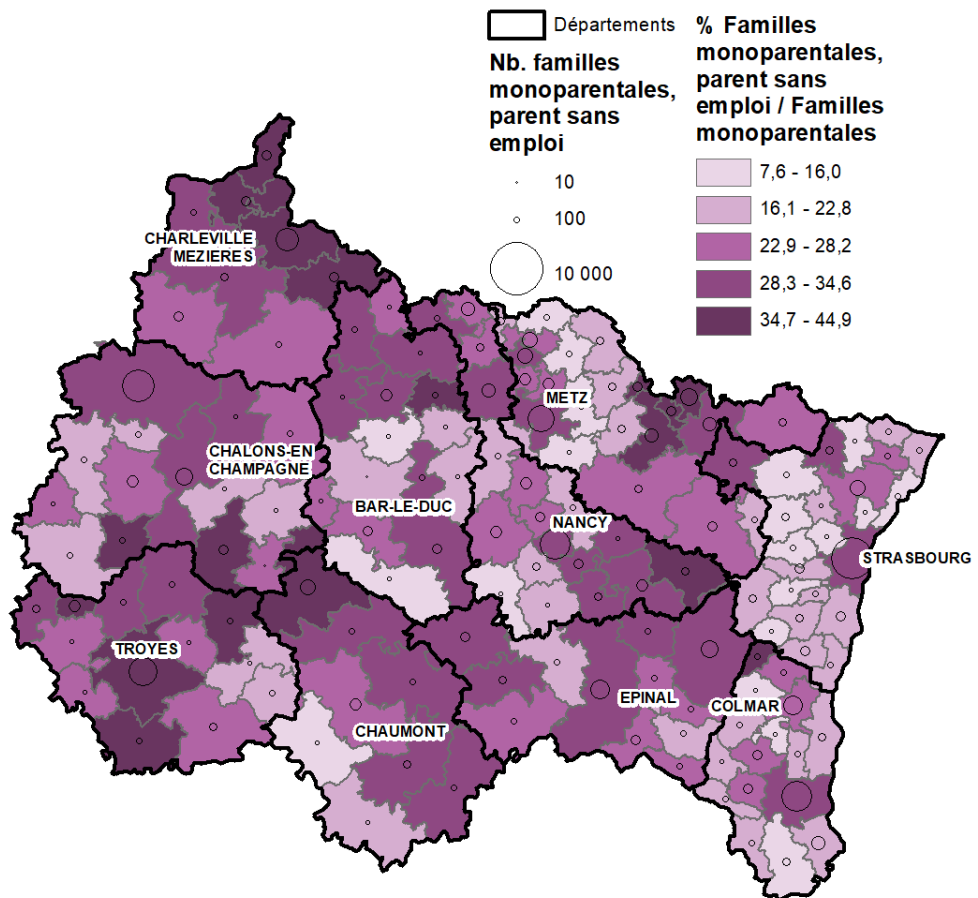 Départements
Nb. familles
monoparentales,
parent sans
emploi
10
100
10 000
% Familles
monoparentales,
parent sans
emploi / Familles
monoparentales
7,6 - 16,0
16,1 - 22,8
22,9 - 28,2
28,3 - 34,6
34,7 - 44,9
CHARLEVILLE
MEZIERES
METZ
CHALONS-EN
CHAMPAGNE
BAR-LE-DUC
NANCY
STRASBOURG
TROYES
EPINAL
COLMAR
CHAUMONT